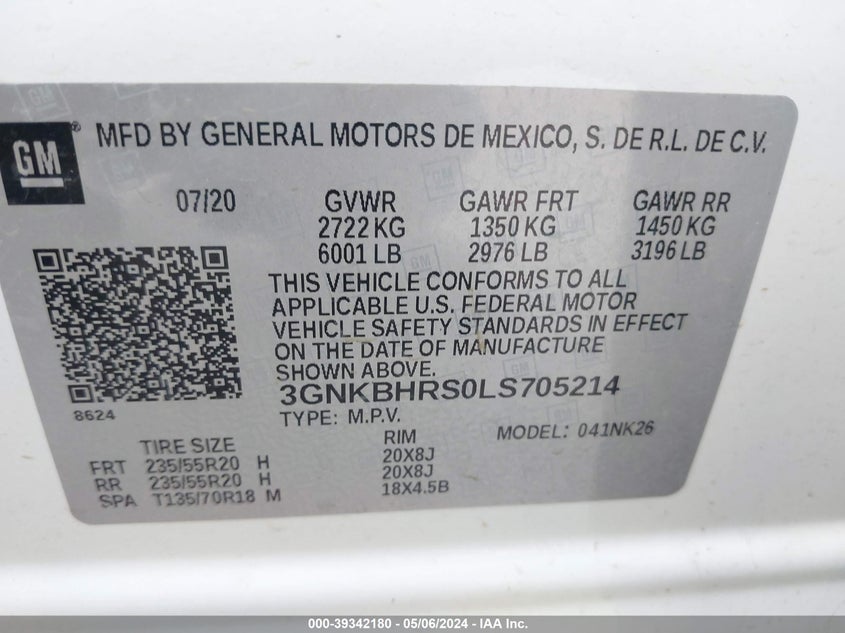 GM
®
MFD BY GENERAL MOTORS DE MEXICO, S. DE R.L. DE C.V.
07/20 GVWR GAWR FRT GAWR RR
2722 KG 1350 KG 1450 KG
6001 LB 2976 LB 3196 LB
THIS VEHICLE CONFORMS TO ALL
APPLICABLE U.S. FEDERAL MOTOR
VEHICLE SAFETY STANDARDS IN EFFECT
ON THE DATE OF MANUFACTURE
SHOWN ABOVE.
3GNKBHRS0LS705214
8624
TYPE: M.P.V.
MODEL: 041NK26
TIRE SIZE RIM
FRT 235/55R20 H 20X8J
RR 235/55R20 H 20X8J
SPA T135/70R18 M 18X4.5B
000-39342180 - 05/06/2024 - IAA Inc.